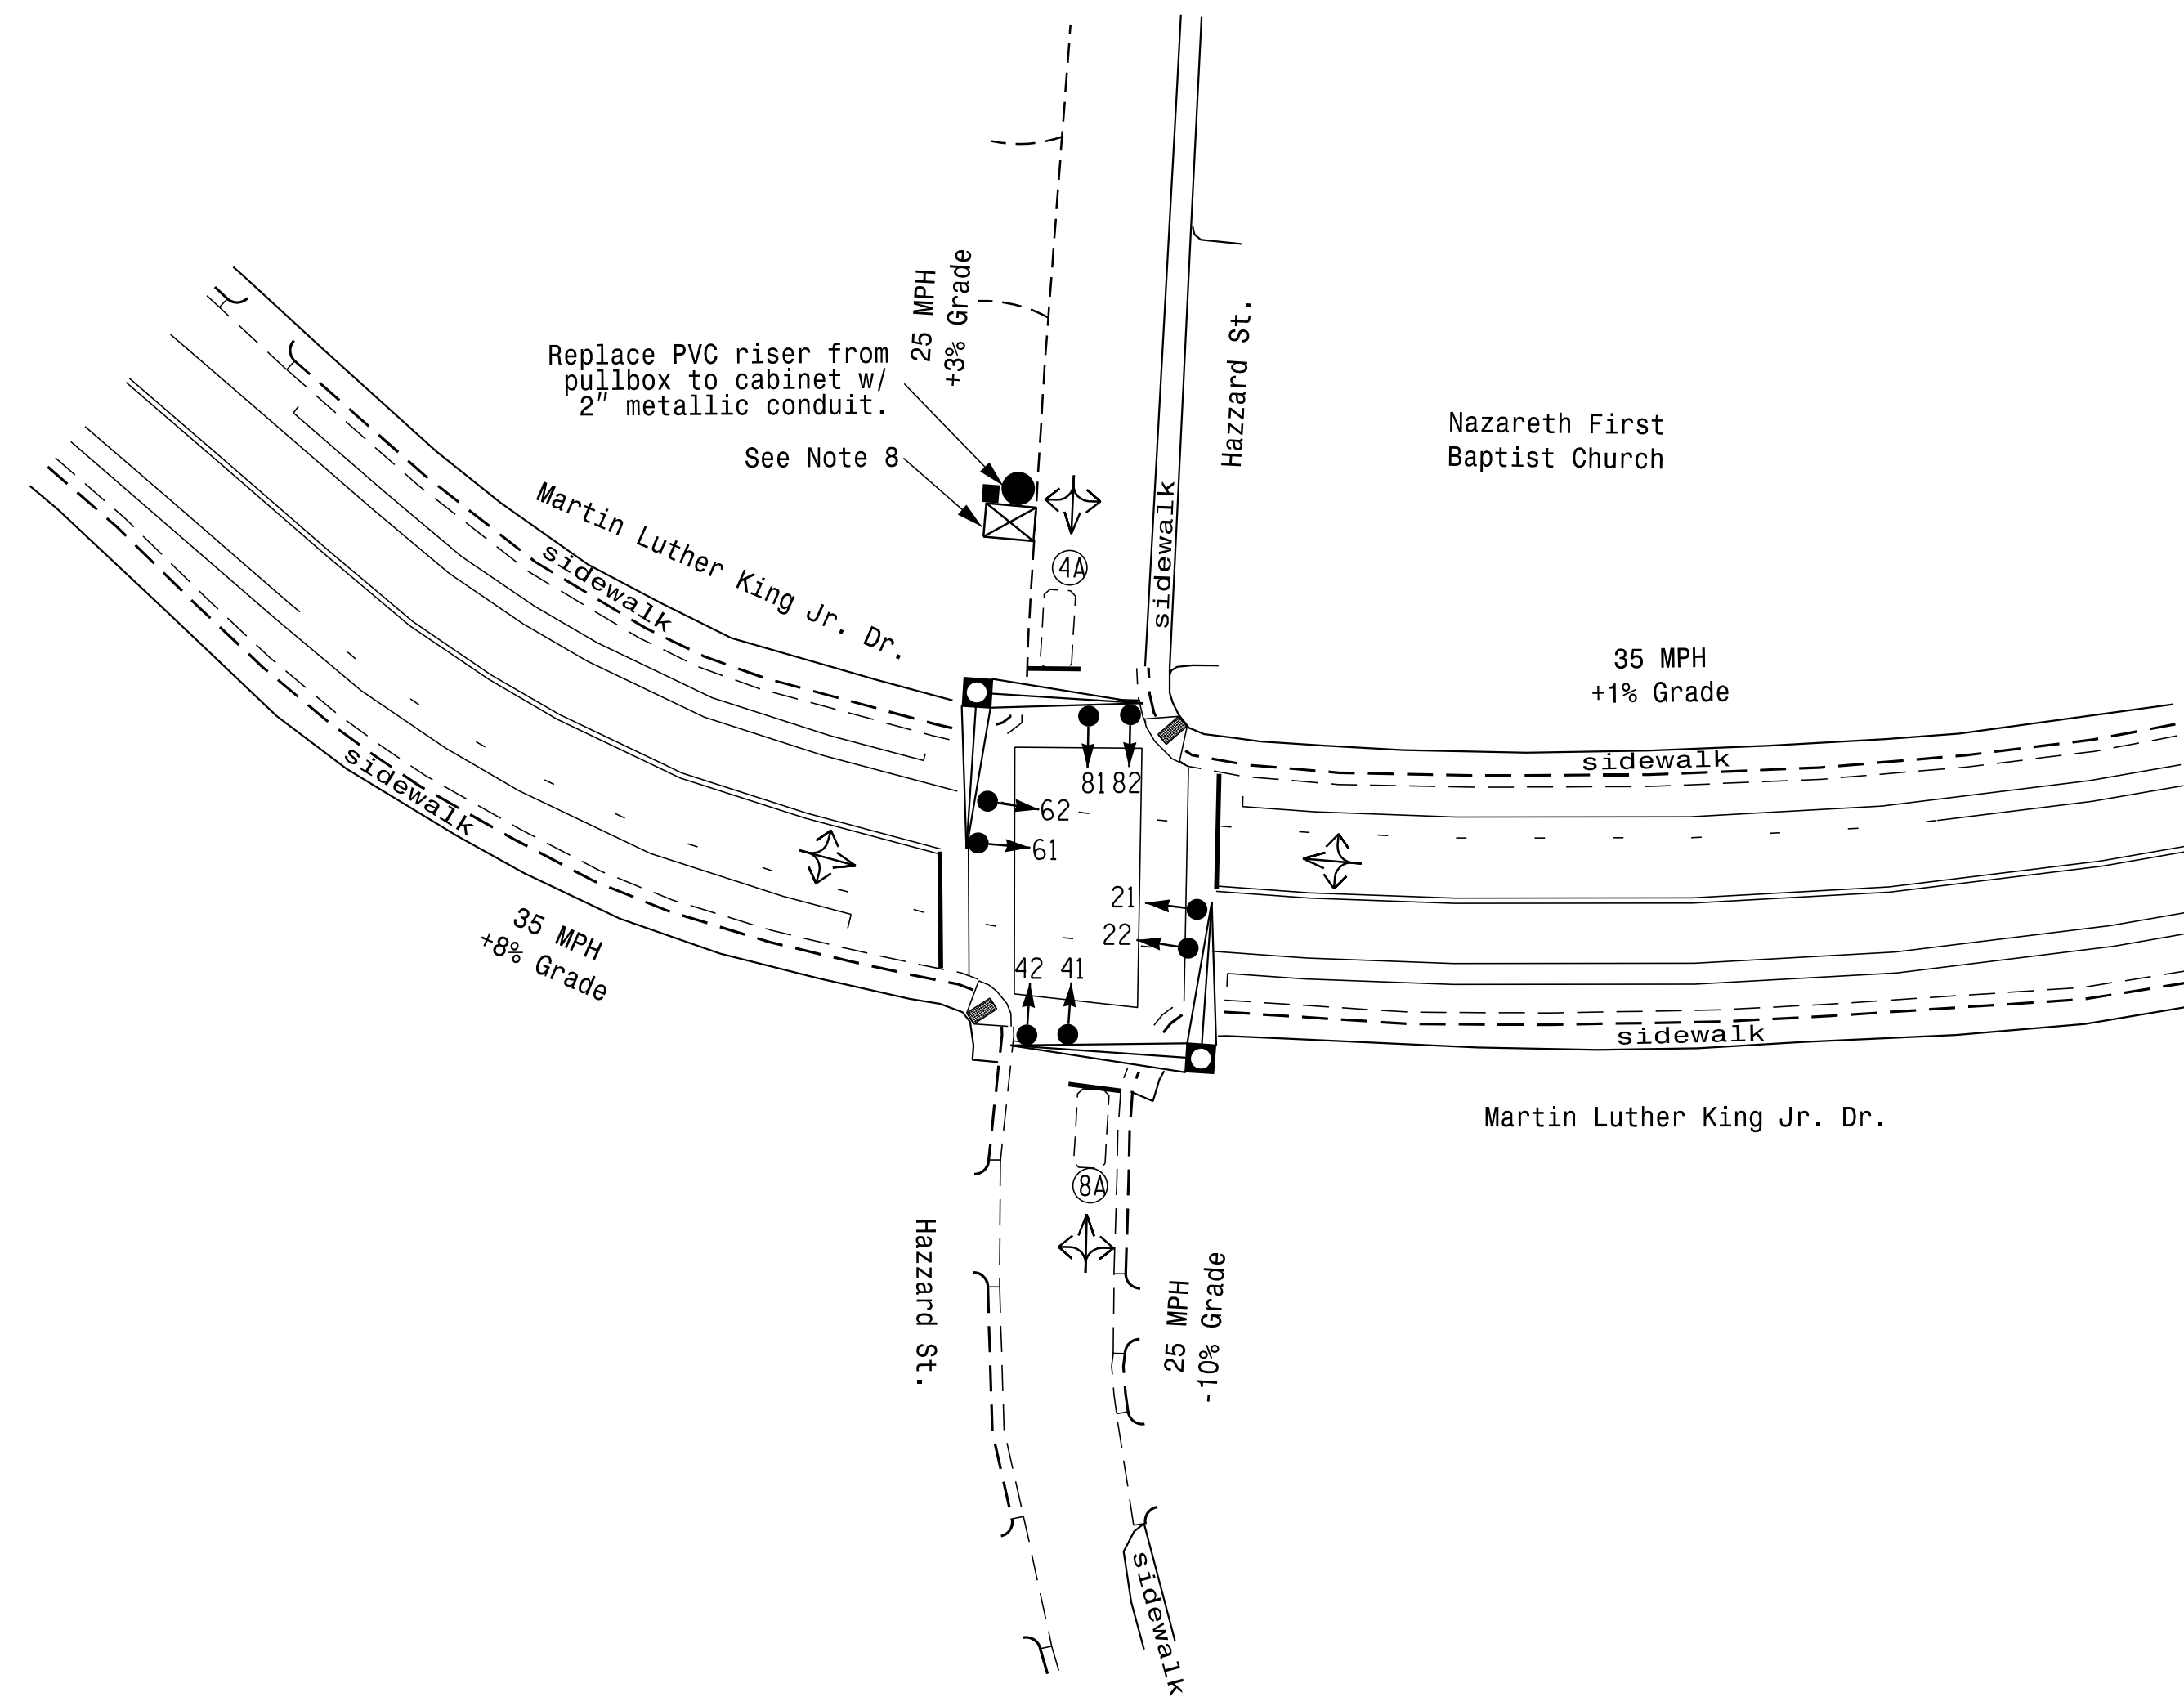 25 MPH
+3% Grade
Hazzard St.
Replace PVC riser from
pullbox to cabinet w/
2" metallic conduit.
See Note 8
Nazareth First
Baptist Church
Martin Luther King Jr. Dr.
sidewalk
sidewalk
4A
35 MPH
+1% Grade
sidewalk
sidewalk
81 82
62
61
21
22
42 41
35 MPH
+8% Grade
sidewalk
Martin Luther King Jr. Dr.
8A
Hazzard St.
25 MPH
-10% Grade
sidewalk